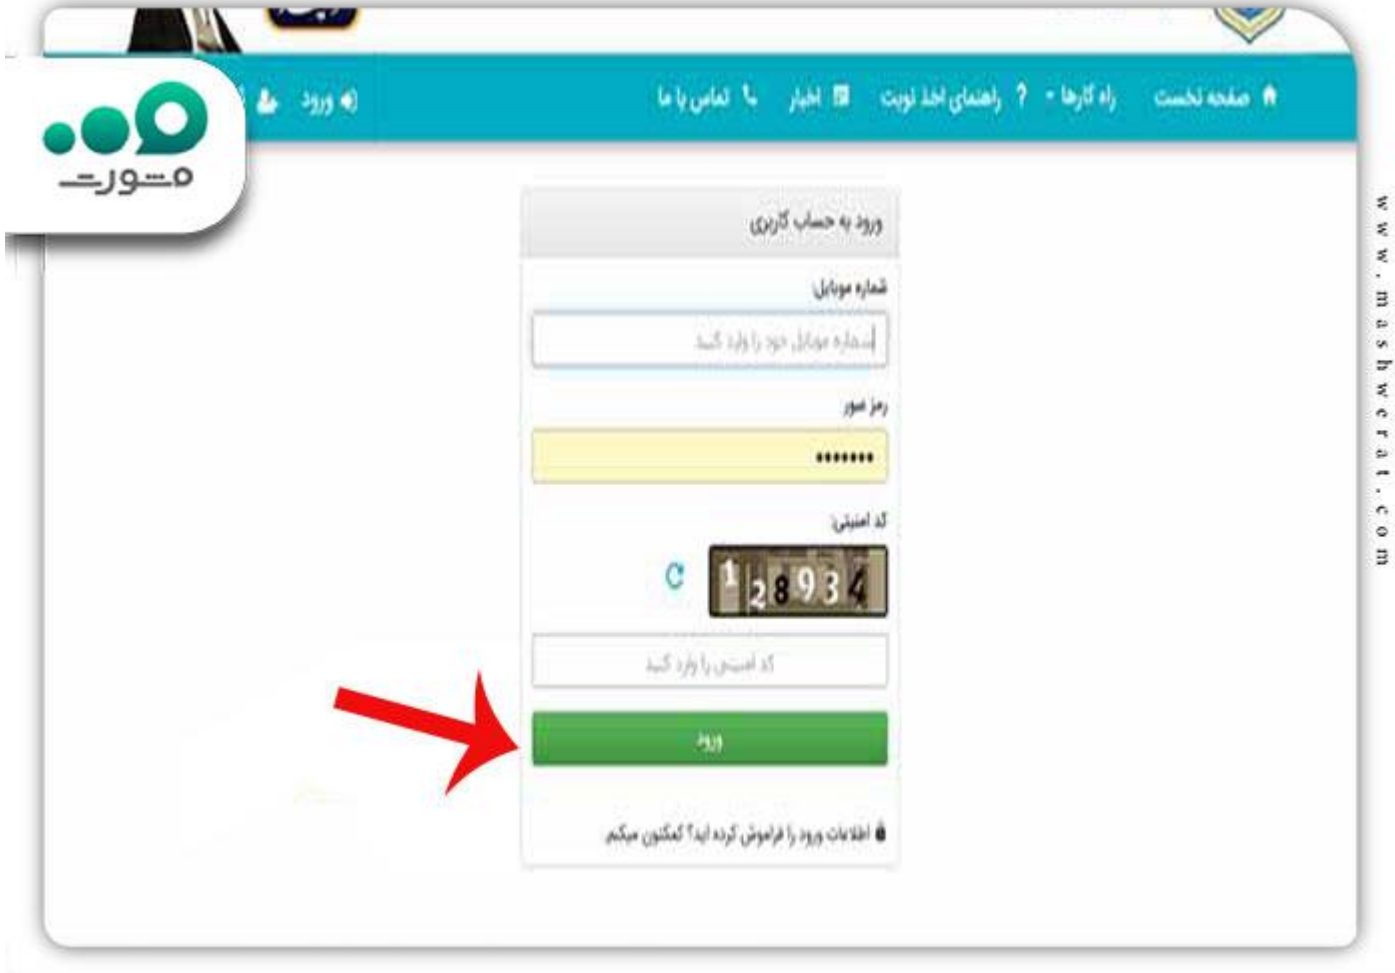 صفحه نخست راه کارها ? راهنمای اخذ نوبت اخبار تماس با ما ورود
مشورت
ورود به حساب کاربری
شماره موبایل:
شماره موبایل خود را وارد کنید
رمز عبور
•••••••
کد امنیتی:
128934
کد امنیتی را وارد کنید
ورود
اطلاعات ورود را فراموش کرده اید؟ کمکتون میکنم
www.mashwerat.com